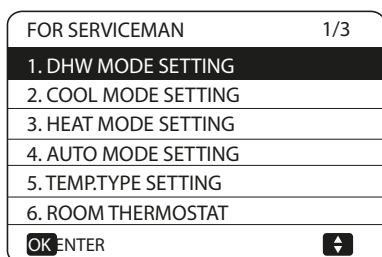 FOR SERVICEMAN 1/3
1. DHW MODE SETTING
2. COOL MODE SETTING
3. HEAT MODE SETTING
4. AUTO MODE SETTING
5. TEMP.TYPE SETTING
6. ROOM THERMOSTAT
OK ENTER